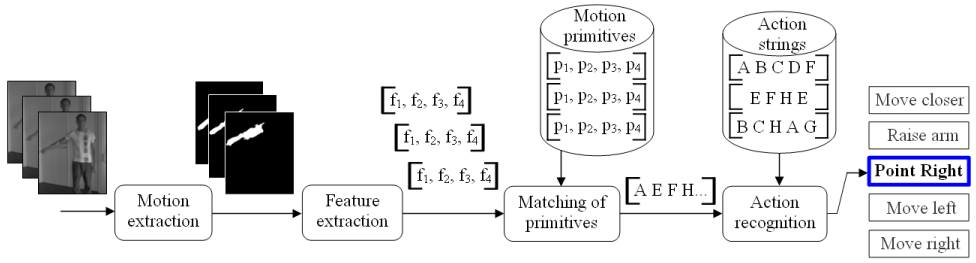 Motion
primitives
[p1, p2, p3, p4]
[p1, p2, p3, p4]
[p1, p2, p3, p4]
Action
strings
[A B C D F]
[E F H E]
[B C H A G]
[f1, f2, f3, f4]
[f1, f2, f3, f4]
[f1, f2, f3, f4]
Motion
extraction
Feature
extraction
Matching of
primitives
[A E F H...]
Action
recognition
Move closer
Raise arm
Point Right
Move left
Move right